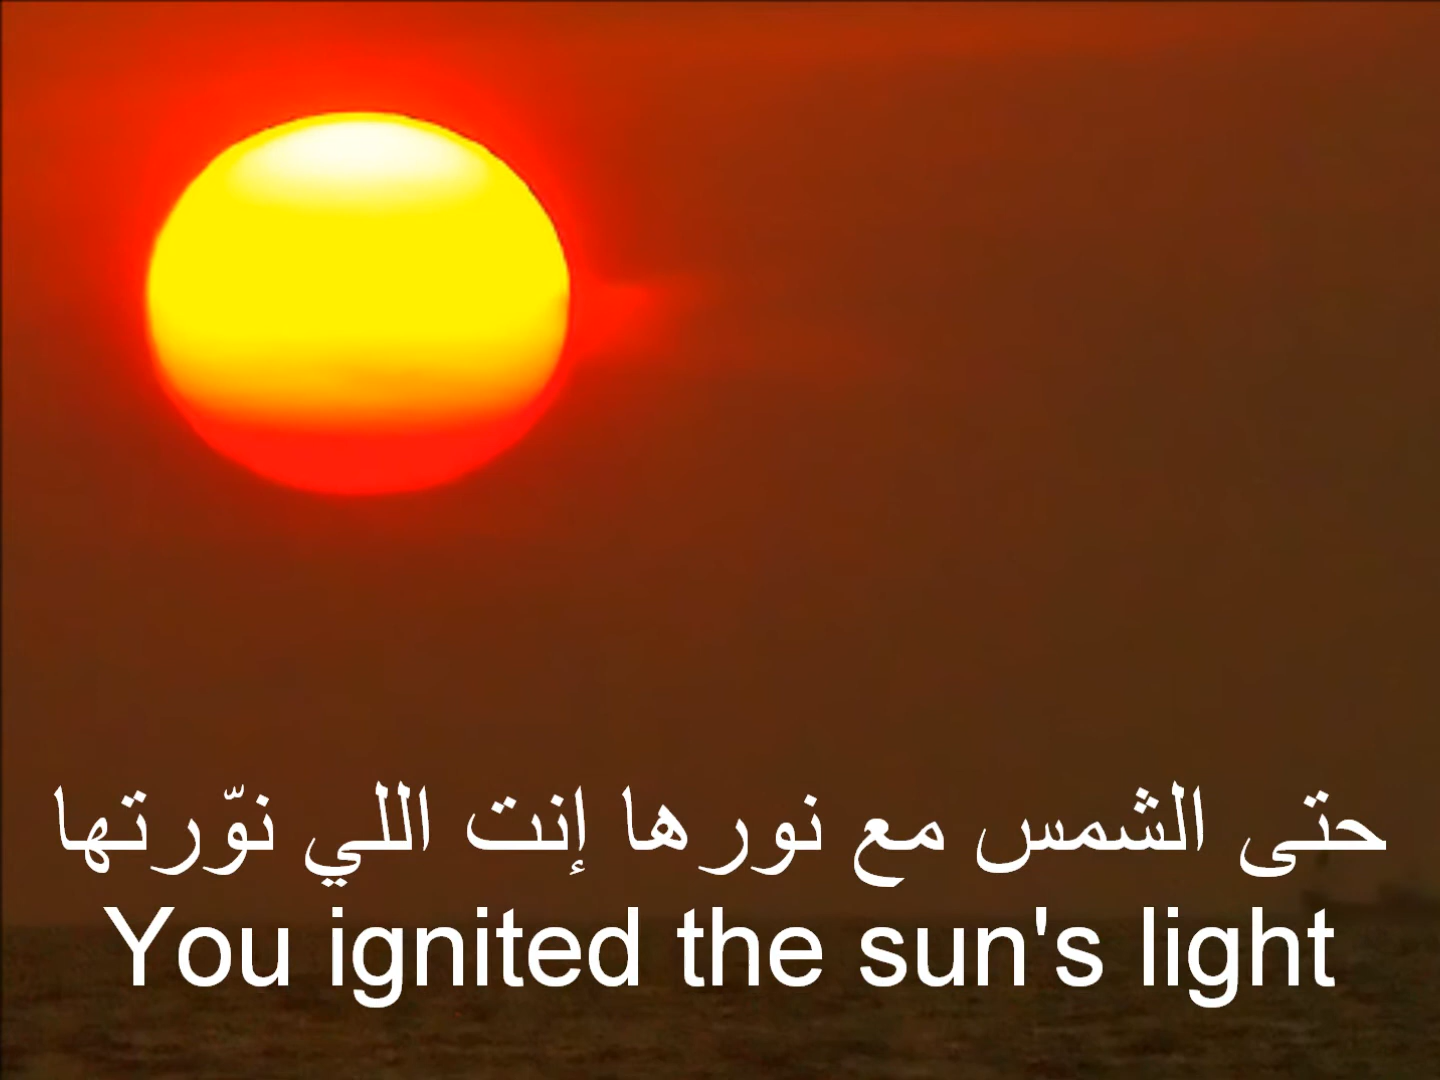 حتى الشمس مع نورها إنت اللي نوّرتها
You ignited the sun's light